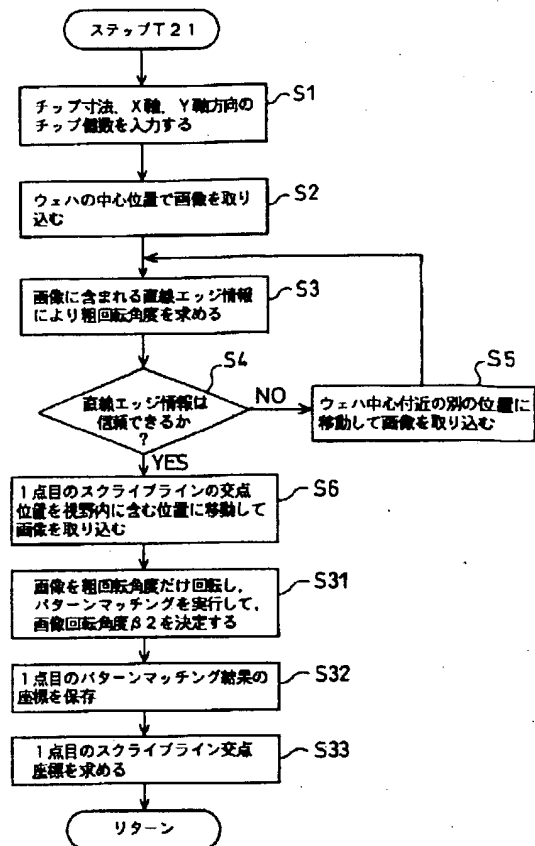 ステップT21
チップ寸法、X軸、Y軸方向の
チップ個数を入力する
S1
ウェハの中心位置で画像を取り
込む
S2
画像に含まれる直線エッジ情報
により粗回転角度を求める
S3
直線エッジ情報は
信頼できるか
?
S4
NO
ウェハ中心付近の別の位置に
移動して画像を取り込む
S5
YES
1点目のスクライブラインの交点
位置を視野内に含む位置に移動して
画像を取り込む
S6
画像を粗回転角度だけ回転し、
パターンマッチングを実行して、
画像回転角度β2を決定する
S31
1点目のパターンマッチング結果の
座標を保存
S32
1点目のスクライブライン交点
座標を求める
S33
リターン